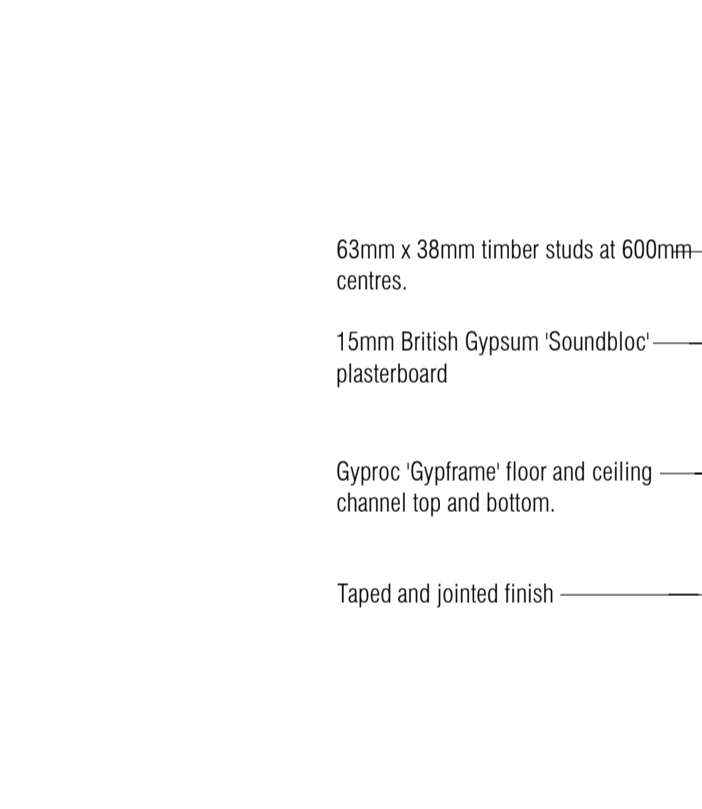 63mm x 38mm timber studs at 600mm
centres.
15mm British Gypsum 'Soundbloc'
plasterboard
Gyproc 'Gypframe' floor and ceiling
channel top and bottom.
Taped and jointed finish